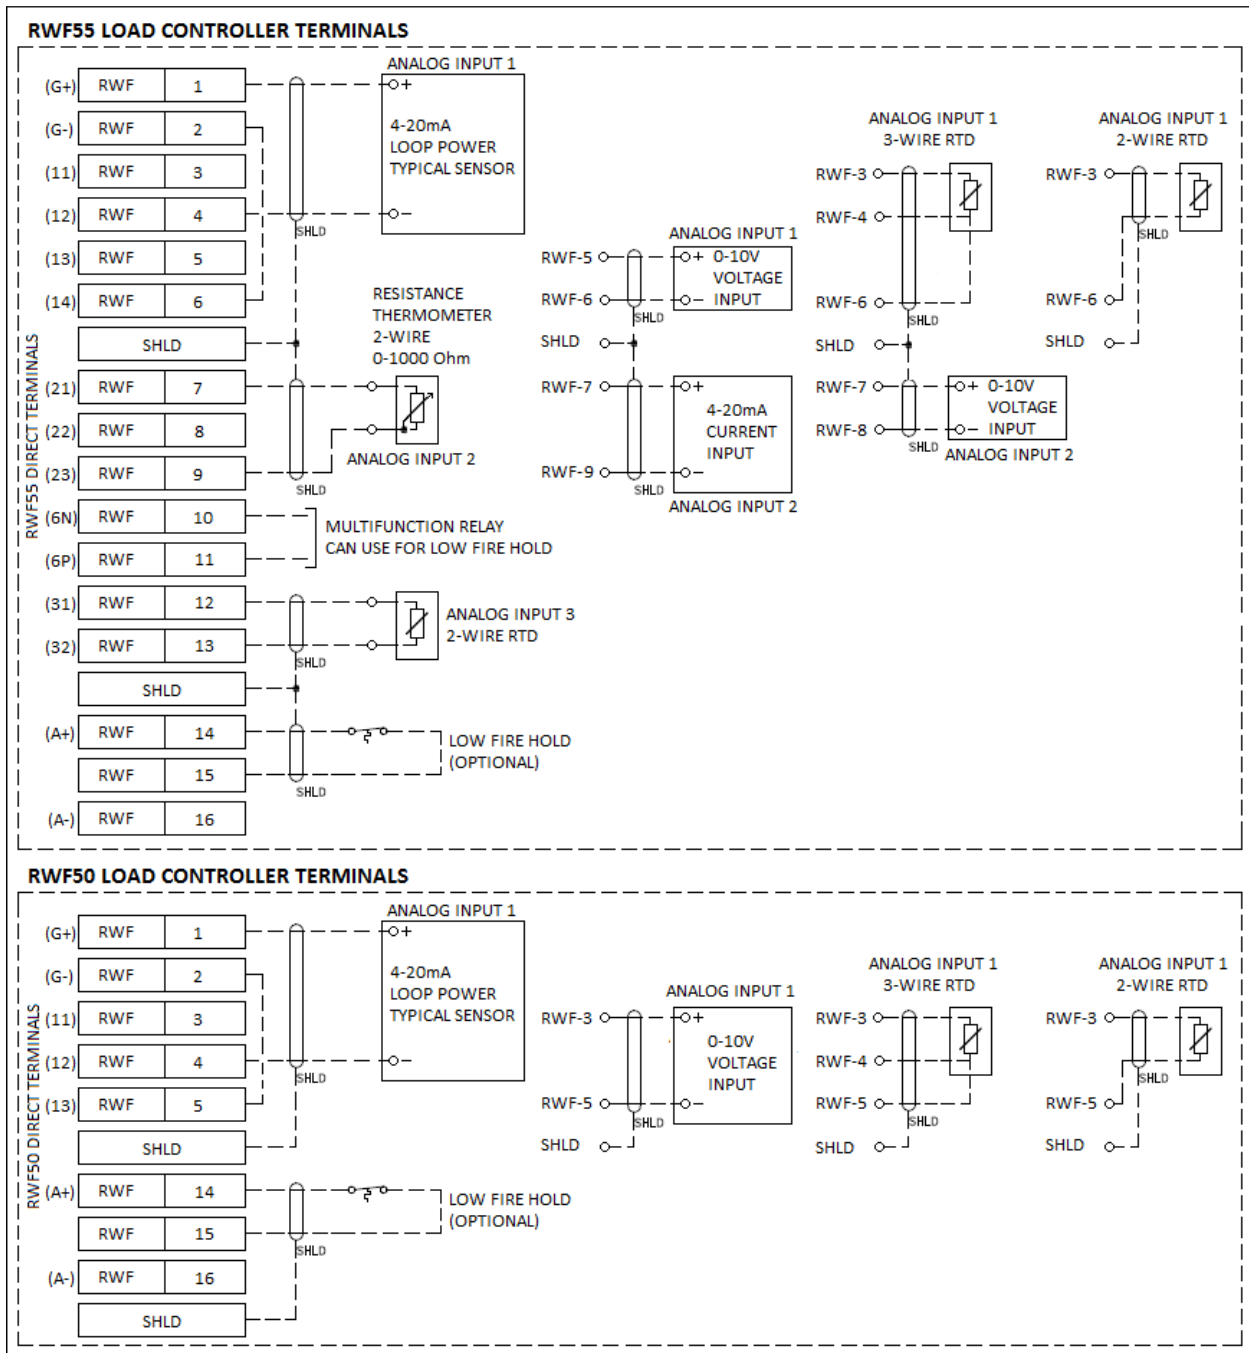 RWF55 LOAD CONTROLLER TERMINALS
RWF55 DIRECT TERMINALS
(G+) RWF 1
(G-) RWF 2
(11) RWF 3
(12) RWF 4
(13) RWF 5
(14) RWF 6
SHLD
(21) RWF 7
(22) RWF 8
(23) RWF 9
(6N) RWF 10
(6P) RWF 11
(31) RWF 12
(32) RWF 13
SHLD
(A+) RWF 14
RWF 15
(A-) RWF 16
ANALOG INPUT 1
+
4-20mA
LOOP POWER
TYPICAL SENSOR
-
SHLD
RESISTANCE
THERMOMETER
2-WIRE
0-1000 Ohm
ANALOG INPUT 2
SHLD
MULTIFUNCTION RELAY
CAN USE FOR LOW FIRE HOLD
ANALOG INPUT 3
2-WIRE RTD
SHLD
LOW FIRE HOLD
(OPTIONAL)
SHLD
ANALOG INPUT 1
RWF-5 + 0-10V
VOLTAGE
RWF-6 - INPUT
SHLD
SHLD
RWF-7 +
4-20mA
CURRENT
INPUT
RWF-9 -
SHLD
ANALOG INPUT 2
ANALOG INPUT 1
3-WIRE RTD
RWF-3
RWF-4
RWF-6
SHLD
SHLD
RWF-7 + 0-10V
VOLTAGE
RWF-8 - INPUT
SHLD
ANALOG INPUT 2
ANALOG INPUT 1
2-WIRE RTD
RWF-3
SHLD
RWF-6
SHLD
RWF50 LOAD CONTROLLER TERMINALS
RWF50 DIRECT TERMINALS
(G+) RWF 1
(G-) RWF 2
(11) RWF 3
(12) RWF 4
(13) RWF 5
SHLD
(A+) RWF 14
RWF 15
(A-) RWF 16
SHLD
ANALOG INPUT 1
+
4-20mA
LOOP POWER
TYPICAL SENSOR
-
SHLD
LOW FIRE HOLD
(OPTIONAL)
SHLD
ANALOG INPUT 1
RWF-3 +
0-10V
VOLTAGE
INPUT
RWF-5 -
SHLD
SHLD
ANALOG INPUT 1
3-WIRE RTD
RWF-3
RWF-4
RWF-5
SHLD
SHLD
ANALOG INPUT 1
2-WIRE RTD
RWF-3
SHLD
RWF-5
SHLD